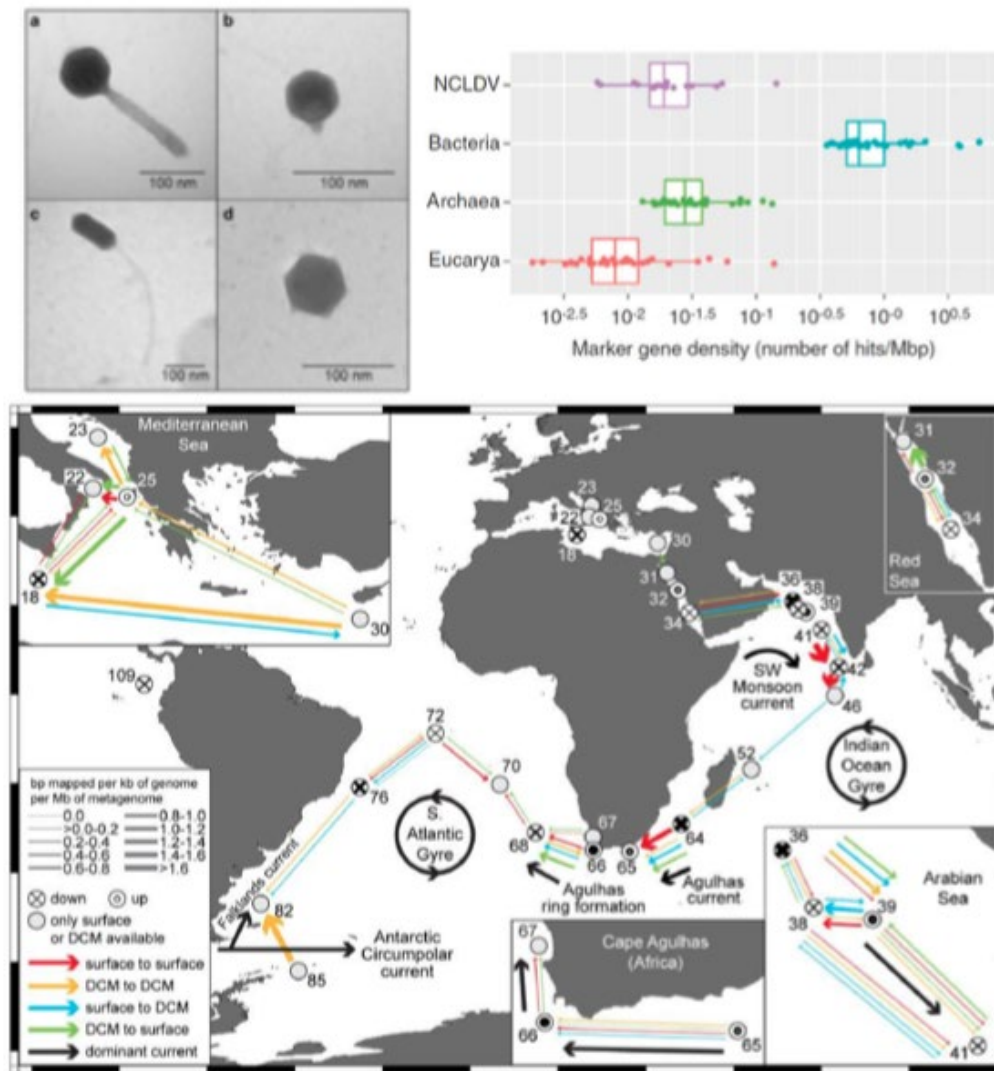 a
b
100 nm
100 nm
c
d
100 nm
100 nm
NCLDV
Bacteria
Archaea
Eucarya
10-2.5 10-2 10-1.5 10-1 10-0.5 10-0 100.5
Marker gene density (number of hits/Mbp)
Mediterranean
Sea
23
22
25
18
30
23
22
25
18
30
31
32
34
36
38
39
41
42
46
31
32
34
Red
Sea
SW
Monsoon
current
109
72
52
Indian
Ocean
Gyre
70
76
S.
Atlantic
Gyre
67
68
66
65
64
Agulhas
ring formation
Agulhas
current
Falklands current
82
85
Antarctic
Circumpolar
current
bp mapped per kb of genome
per Mb of metagenome
0.0
>0.0-0.2
0.2-0.4
0.4-0.6
0.6-0.8
0.8-1.0
1.0-1.2
1.2-1.4
1.4-1.6
>1.6
down
up
only surface
or DCM available
surface to surface
DCM to DCM
surface to DCM
DCM to surface
dominant current
67
Cape Agulhas
(Africa)
66
65
36
Arabian
Sea
39
38
41